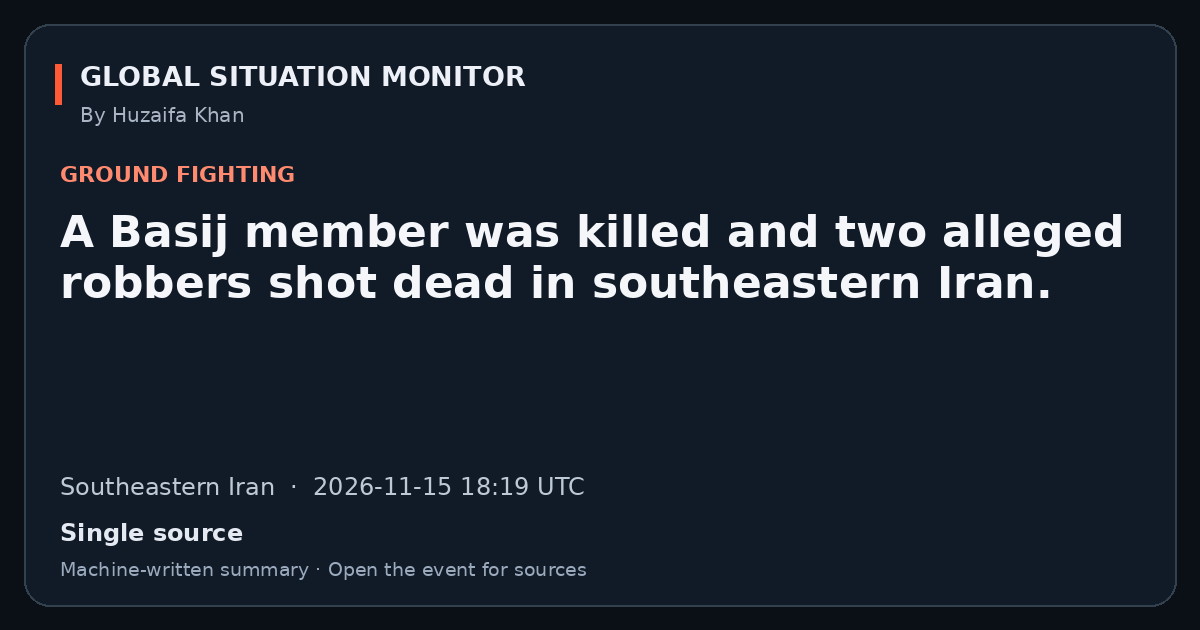 GLOBAL SITUATION MONITOR
By Huzaifa Khan
GROUND FIGHTING
A Basij member was killed and two alleged
robbers shot dead in southeastern Iran.
Southeastern Iran · 2026-11-15 18:19 UTC
Single source
Machine-written summary · Open the event for sources